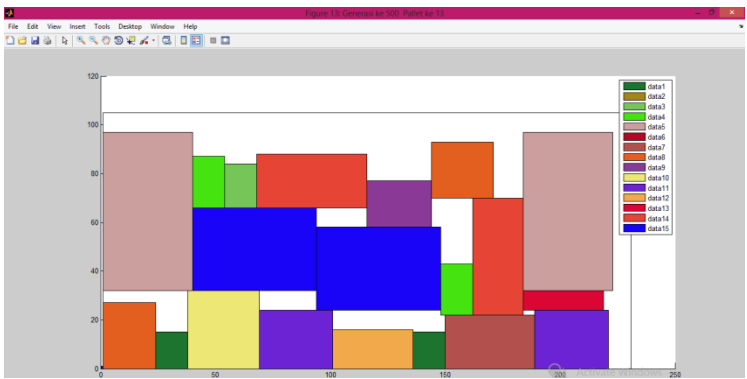 Figure 13: Generasi ke 500 Pallet ke 13
File Edit View Insert Tools Desktop Window Help
120
100
80
60
40
20
0
0 50 100 150 200 250
data1
data2
data3
data4
data5
data6
data7
data8
data9
data10
data11
data12
data13
data14
data15
Activate Windows